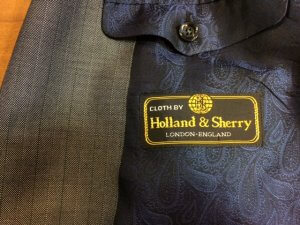 CLOTH BY
Holland & Sherry
LONDON-ENGLAND